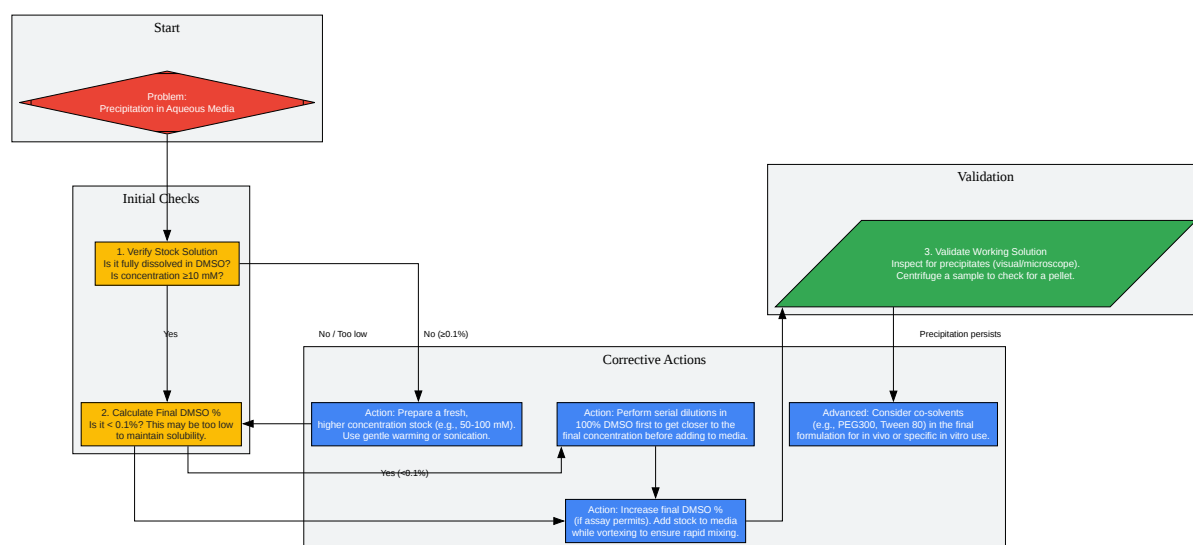 Start
Problem:
Precipitation in Aqueous Media
Initial Checks
1. Verify Stock Solution
Is it fully dissolved in DMSO?
Is concentration ≥10 mM?
Validation
3. Validate Working Solution
Inspect for precipitates (visual/microscope).
Centrifuge a sample to check for a pellet.
Yes
No / Too low
No (≥0.1%)
Precipitation persists
Corrective Actions
2. Calculate Final DMSO %
Is it < 0.1%? This may be too low
to maintain solubility.
Action: Prepare a fresh,
higher concentration stock (e.g., 50-100 mM).
Use gentle warming or sonication.
Action: Perform serial dilutions in
100% DMSO first to get closer to the
final concentration before adding to media.
Advanced: Consider co-solvents
(e.g., PEG300, Tween 80) in the final
formulation for in vivo or specific in vitro use.
Yes (<0.1%)
Action: Increase final DMSO %
(if assay permits). Add stock to media
while vortexing to ensure rapid mixing.